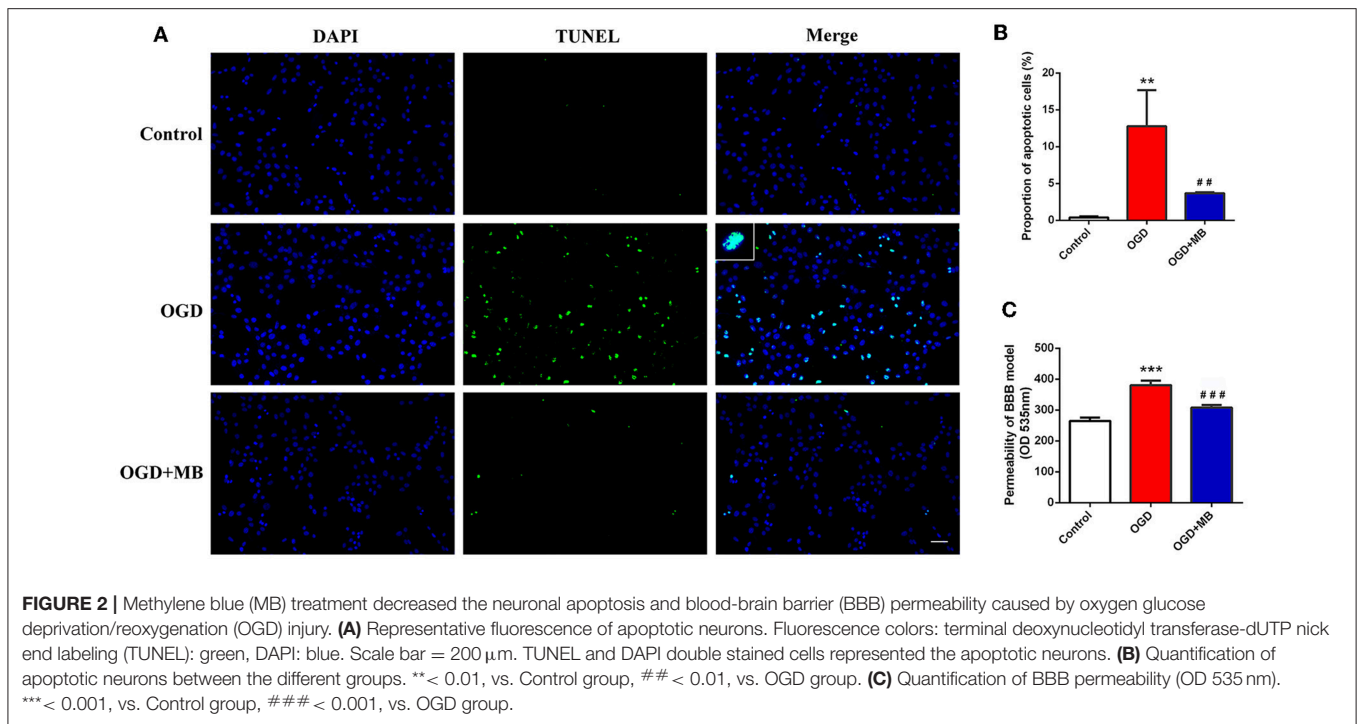 A
DAPI
TUNEL
Merge
Control
OGD
OGD+MB
B
Proportion of apoptotic cells (%)
20
15
10
5
0
**
# #
Control
OGD
OGD+MB
C
Permeability of BBB model
(OD 535nm)
500
400
300
200
100
0
***
# # #
Control
OGD
OGD+MB
FIGURE 2 | Methylene blue (MB) treatment decreased the neuronal apoptosis and blood-brain barrier (BBB) permeability caused by oxygen glucose
deprivation/reoxygenation (OGD) injury. (A) Representative fluorescence of apoptotic neurons. Fluorescence colors: terminal deoxynucleotidyl transferase-dUTP nick
end labeling (TUNEL): green, DAPI: blue. Scale bar = 200 μm. TUNEL and DAPI double stained cells represented the apoptotic neurons. (B) Quantification of
apoptotic neurons between the different groups. **< 0.01, vs. Control group, ##< 0.01, vs. OGD group. (C) Quantification of BBB permeability (OD 535 nm).
***< 0.001, vs. Control group, ###< 0.001, vs. OGD group.